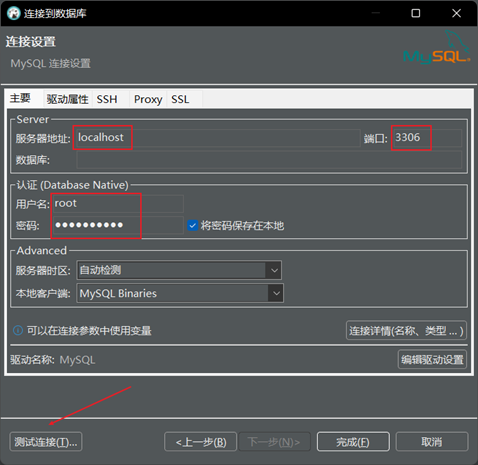 连接到数据库
连接设置
MySQL 连接设置
MySQL
主要 驱动属性 SSH Proxy SSL
Server
服务器地址: localhost 端口: 3306
数据库:
认证 (Database Native)
用户名: root
密码: ●●●●●●●●●● 将密码保存在本地
Advanced
服务器时区: 自动检测
本地客户端: MySQL Binaries
可以在连接参数中使用变量 连接详情(名称、类型 ... )
驱动名称: MySQL 编辑驱动设置
测试连接(T)... <上一步(B) 下一步(N)> 完成(F) 取消